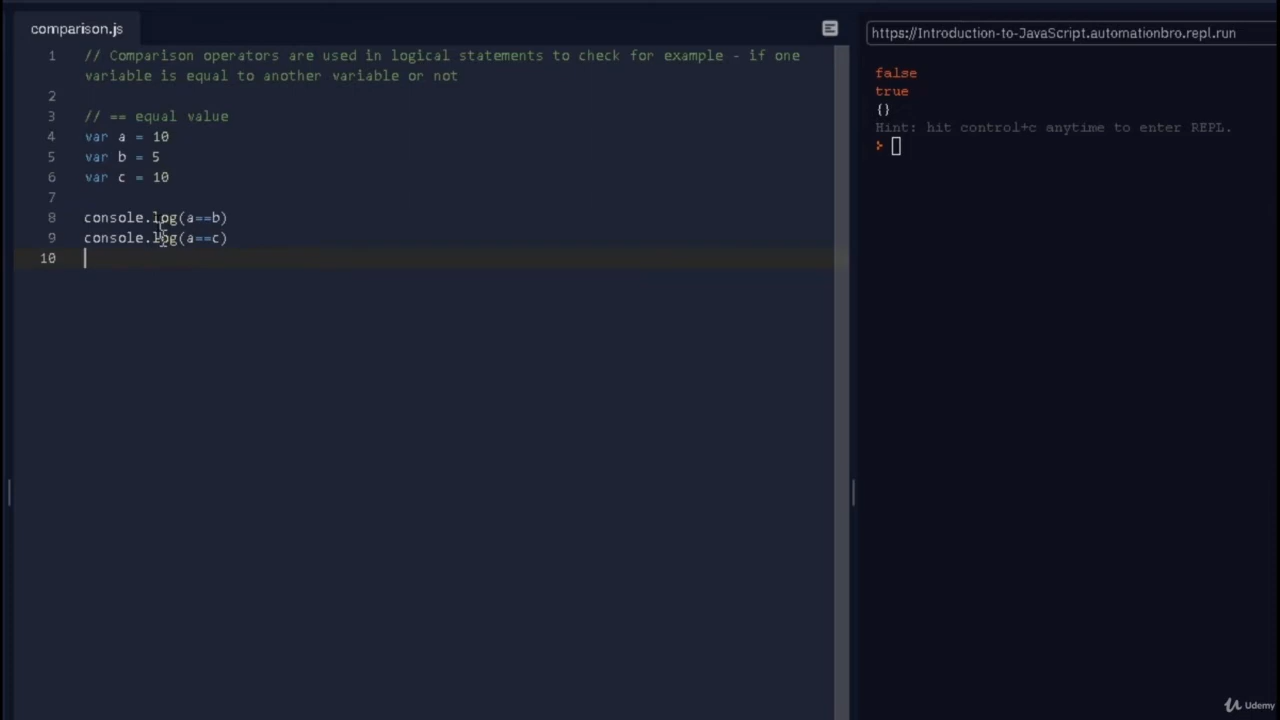 comparison.js
1 // Comparison operators are used in logical statements to check for example - if one
variable is equal to another variable or not
2
3 // == equal value
4 var a = 10
5 var b = 5
6 var c = 10
7
8 console.log(a==b)
9 console.log(a==c)
10
https://Introduction-to-JavaScript.automationbro.repl.run
false
true
{}
Hint: hit control+c anytime to enter REPL.
>
Udemy